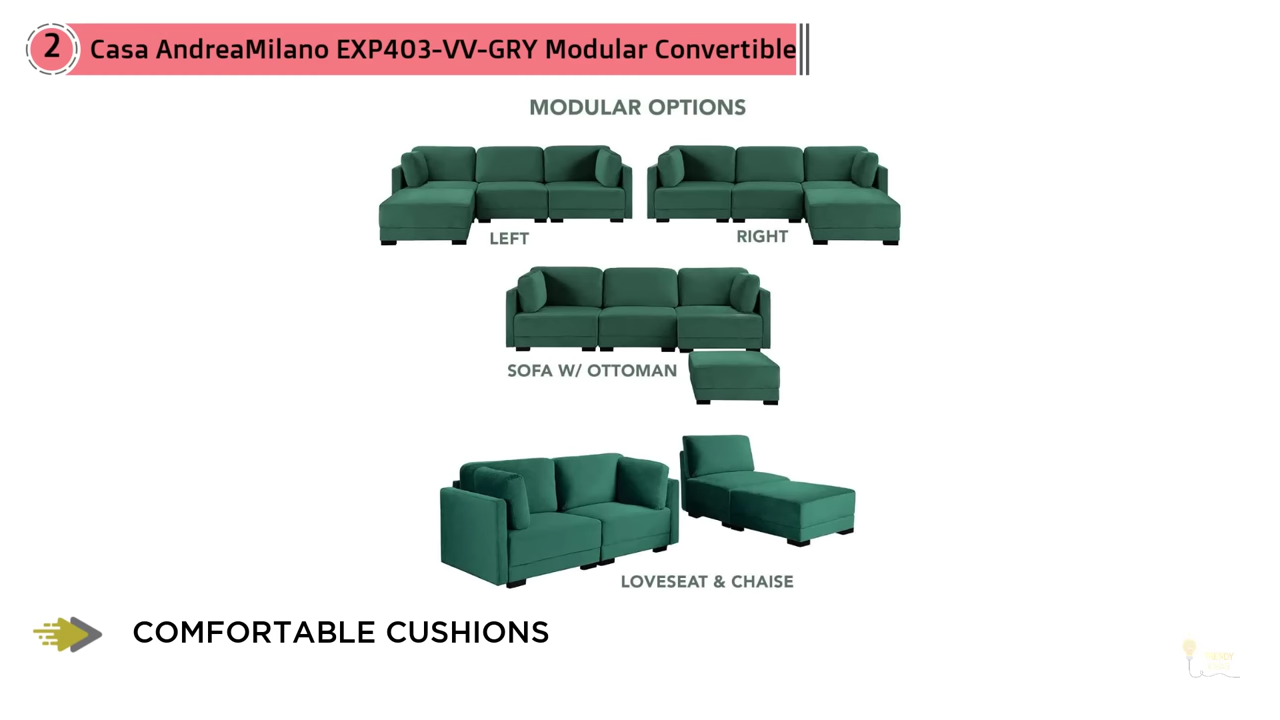 2
Casa AndreaMilano EXP403-VV-GRY Modular Convertible
MODULAR OPTIONS
LEFT
RIGHT
SOFA W/ OTTOMAN
LOVESEAT & CHAISE
COMFORTABLE CUSHIONS